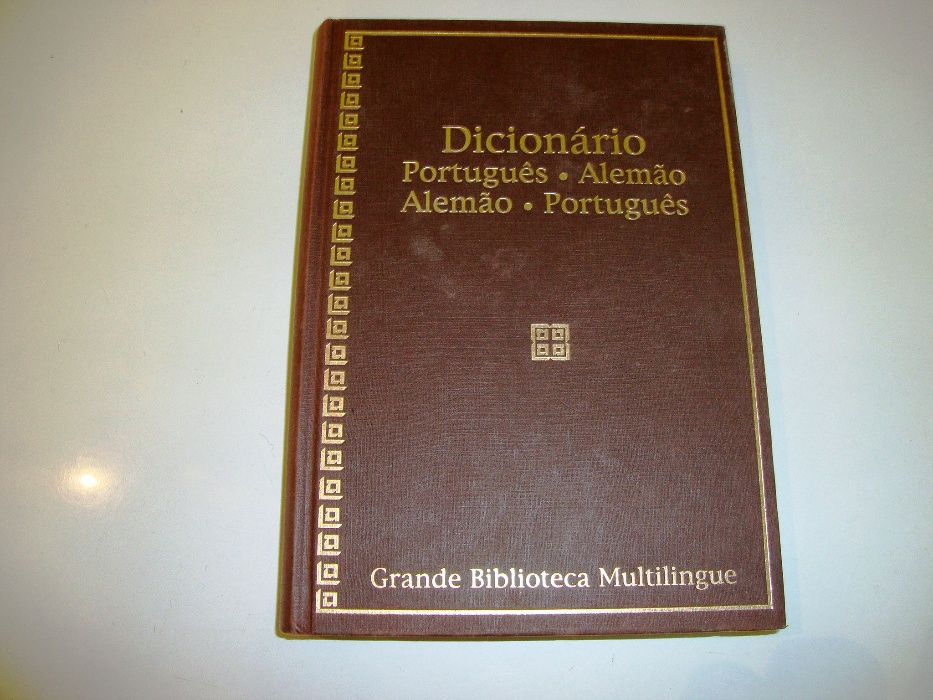 Dicionário
Português • Alemão
Alemão • Português
Grande Biblioteca Multilingue